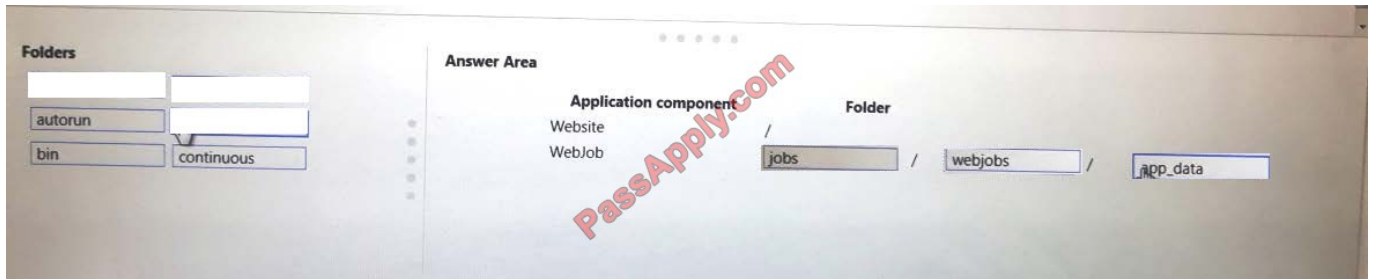 Folders
Answer Area
Application component Folder
autorun
Website /
bin continuous
WebJob jobs / webjobs / app_data
PassApply.com